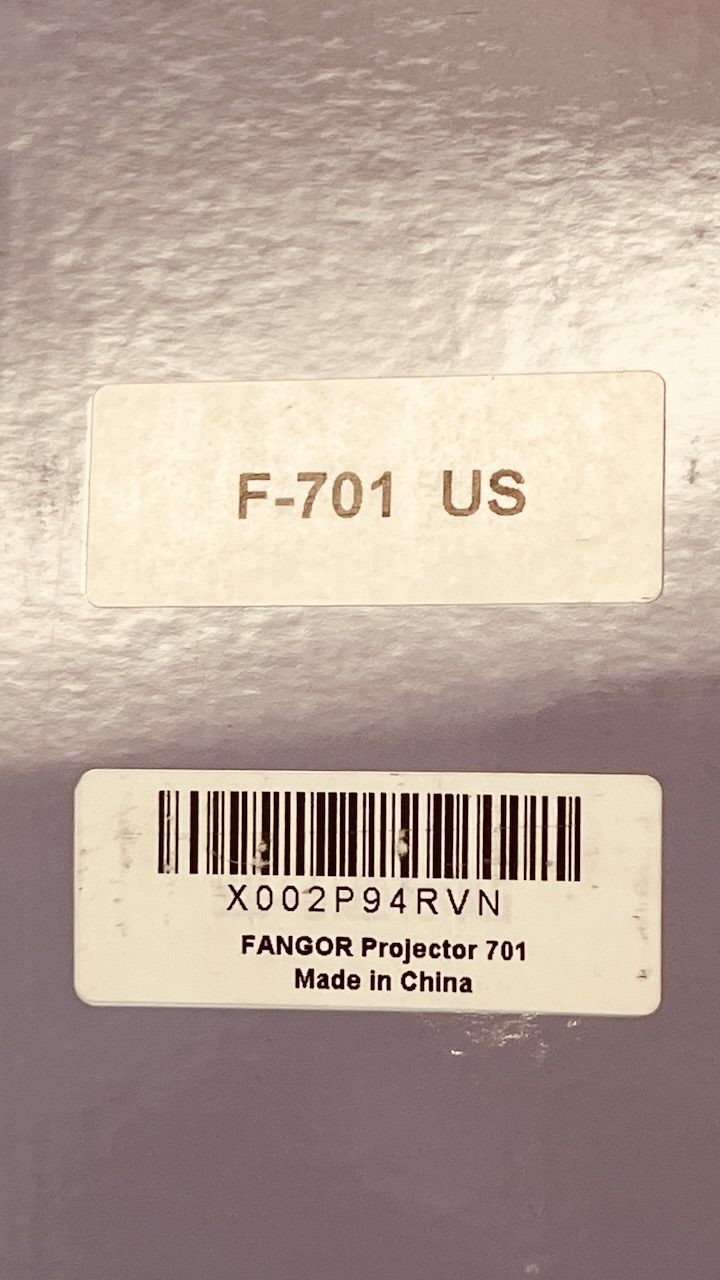 F-701 US
X002P94RVN
FANGOR Projector 701
Made in China